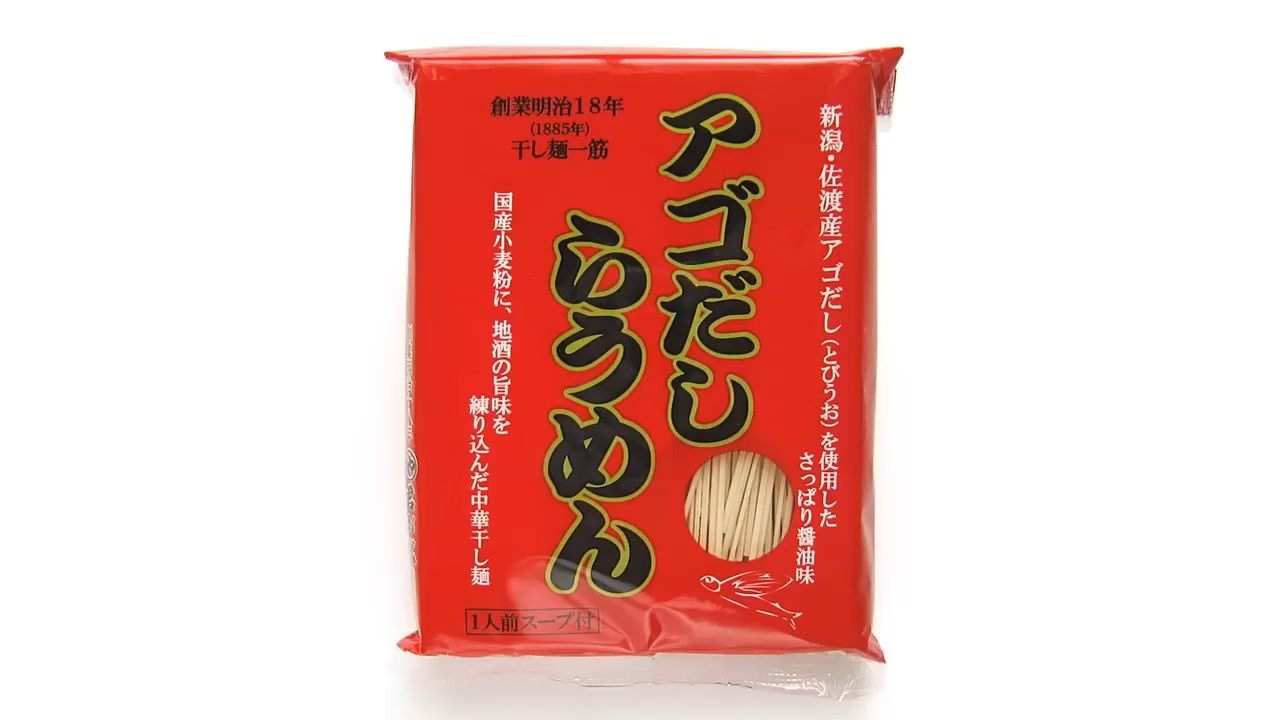 創業明治18年
(1885年)
干し麺一筋
アゴだし
らうめん
新潟・佐渡産アゴだし(とびうお)を使用した
さっぱり醤油味
国産小麦粉に、地酒の旨味を
練り込んだ中華干し麺
1人前スープ付